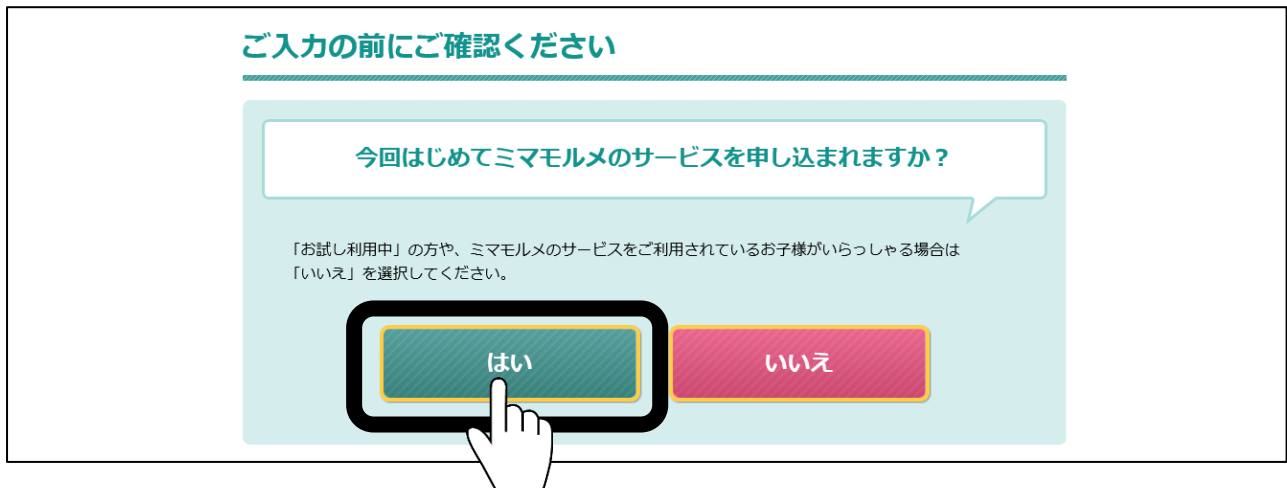 ご入力の前にご確認ください
今回はじめてミマモルメのサービスを申し込まれますか？
「お試し利用中」の方や、ミマモルメのサービスをご利用されているお子様がいらっしゃる場合は
「いいえ」を選択してください。
はい
いいえ